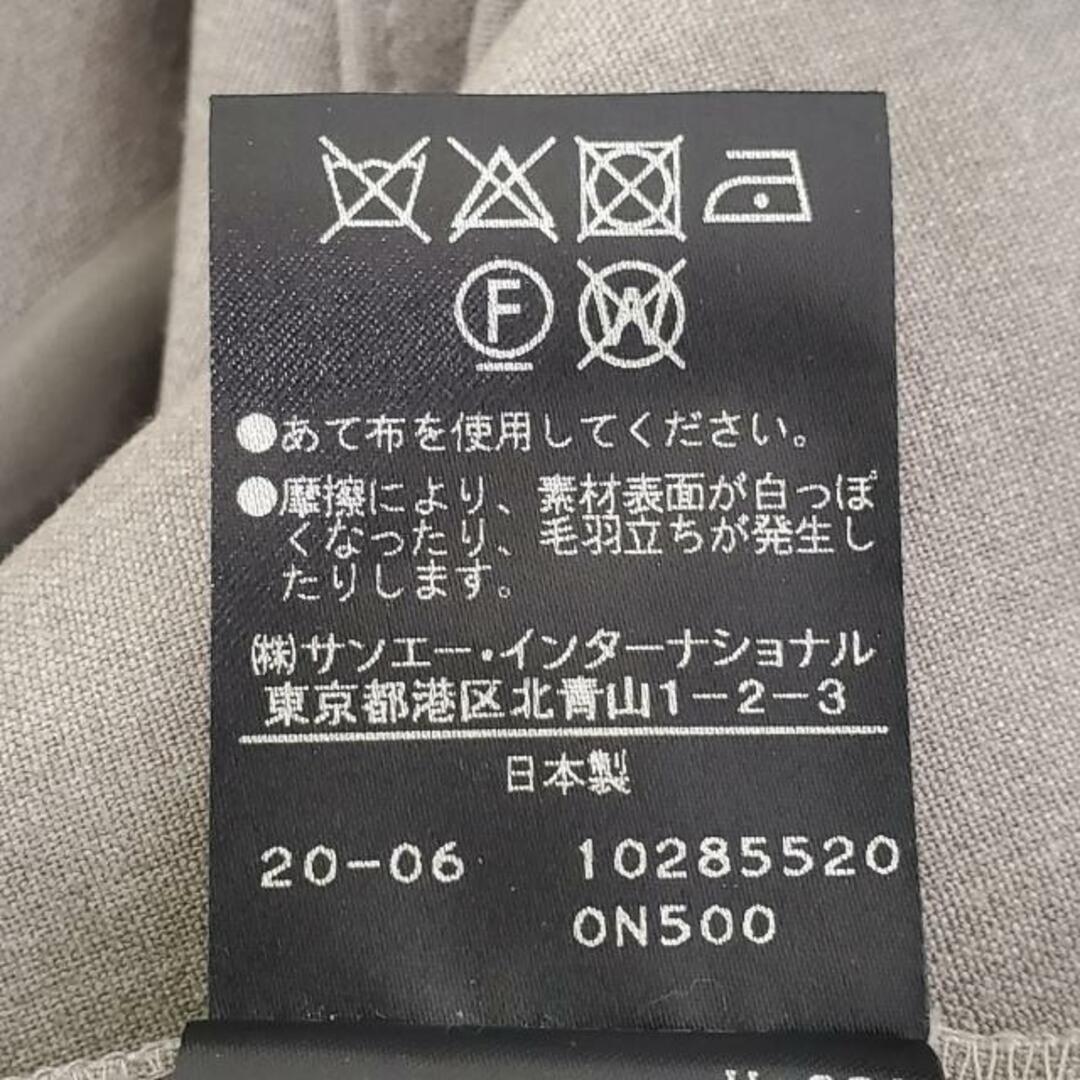 F W
●あて布を使用してください。
●摩擦により、素材表面が白っぽ
くなったり、毛羽立ちが発生し
たりします。
㈱サンエー・インターナショナル
東京都港区北青山1-2-3
日本製
20-06 10285520
0N500